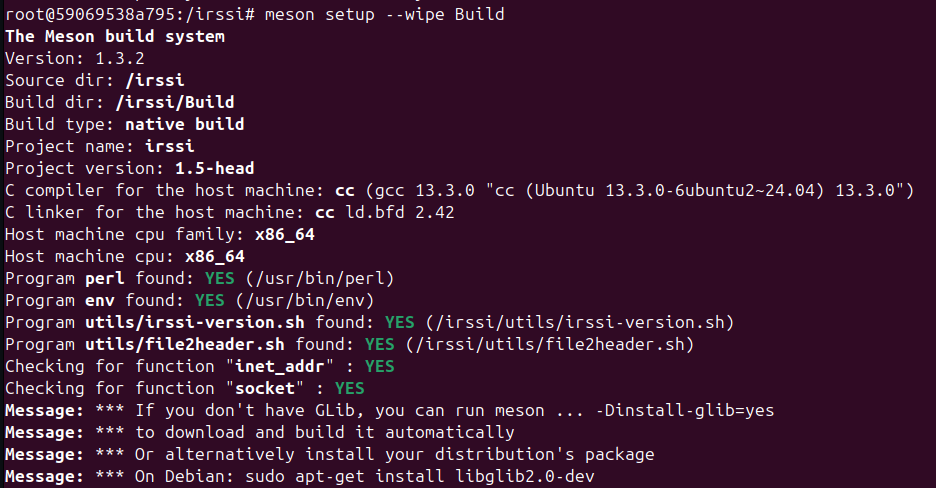 root@59069538a795:/irssi# meson setup --wipe Build
The Meson build system
Version: 1.3.2
Source dir: /irssi
Build dir: /irssi/Build
Build type: native build
Project name: irssi
Project version: 1.5-head
C compiler for the host machine: cc (gcc 13.3.0 "cc (Ubuntu 13.3.0-6ubuntu2~24.04) 13.3.0")
C linker for the host machine: cc ld.bfd 2.42
Host machine cpu family: x86_64
Host machine cpu: x86_64
Program perl found: YES (/usr/bin/perl)
Program env found: YES (/usr/bin/env)
Program utils/irssi-version.sh found: YES (/irssi/utils/irssi-version.sh)
Program utils/file2header.sh found: YES (/irssi/utils/file2header.sh)
Checking for function "inet_addr" : YES
Checking for function "socket" : YES
Message: *** If you don't have GLib, you can run meson ... -Dinstall-glib=yes
Message: *** to download and build it automatically
Message: *** Or alternatively install your distribution's package
Message: *** On Debian: sudo apt-get install libglib2.0-dev